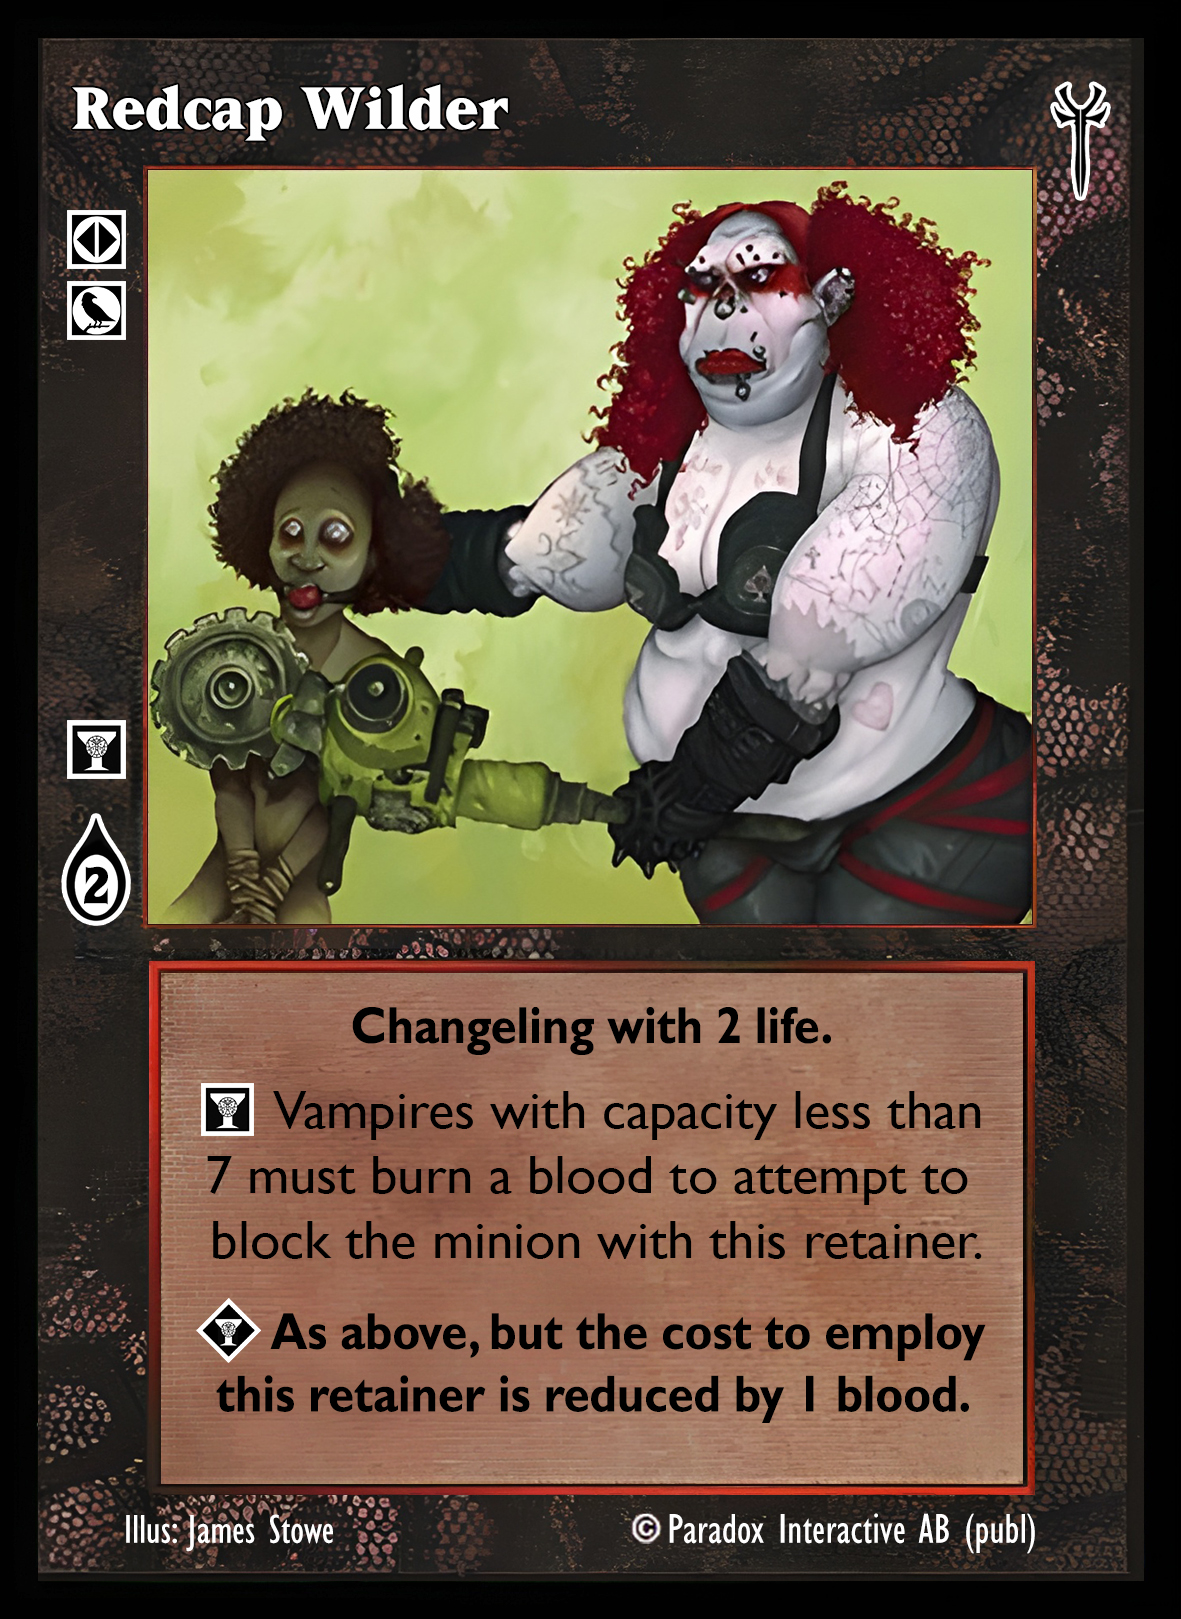 Redcap Wilder
2
Changeling with 2 life.
Vampires with capacity less than
7 must burn a blood to attempt to
block the minion with this retainer.
As above, but the cost to employ
this retainer is reduced by 1 blood.
Illus: James Stowe
© Paradox Interactive AB (publ)